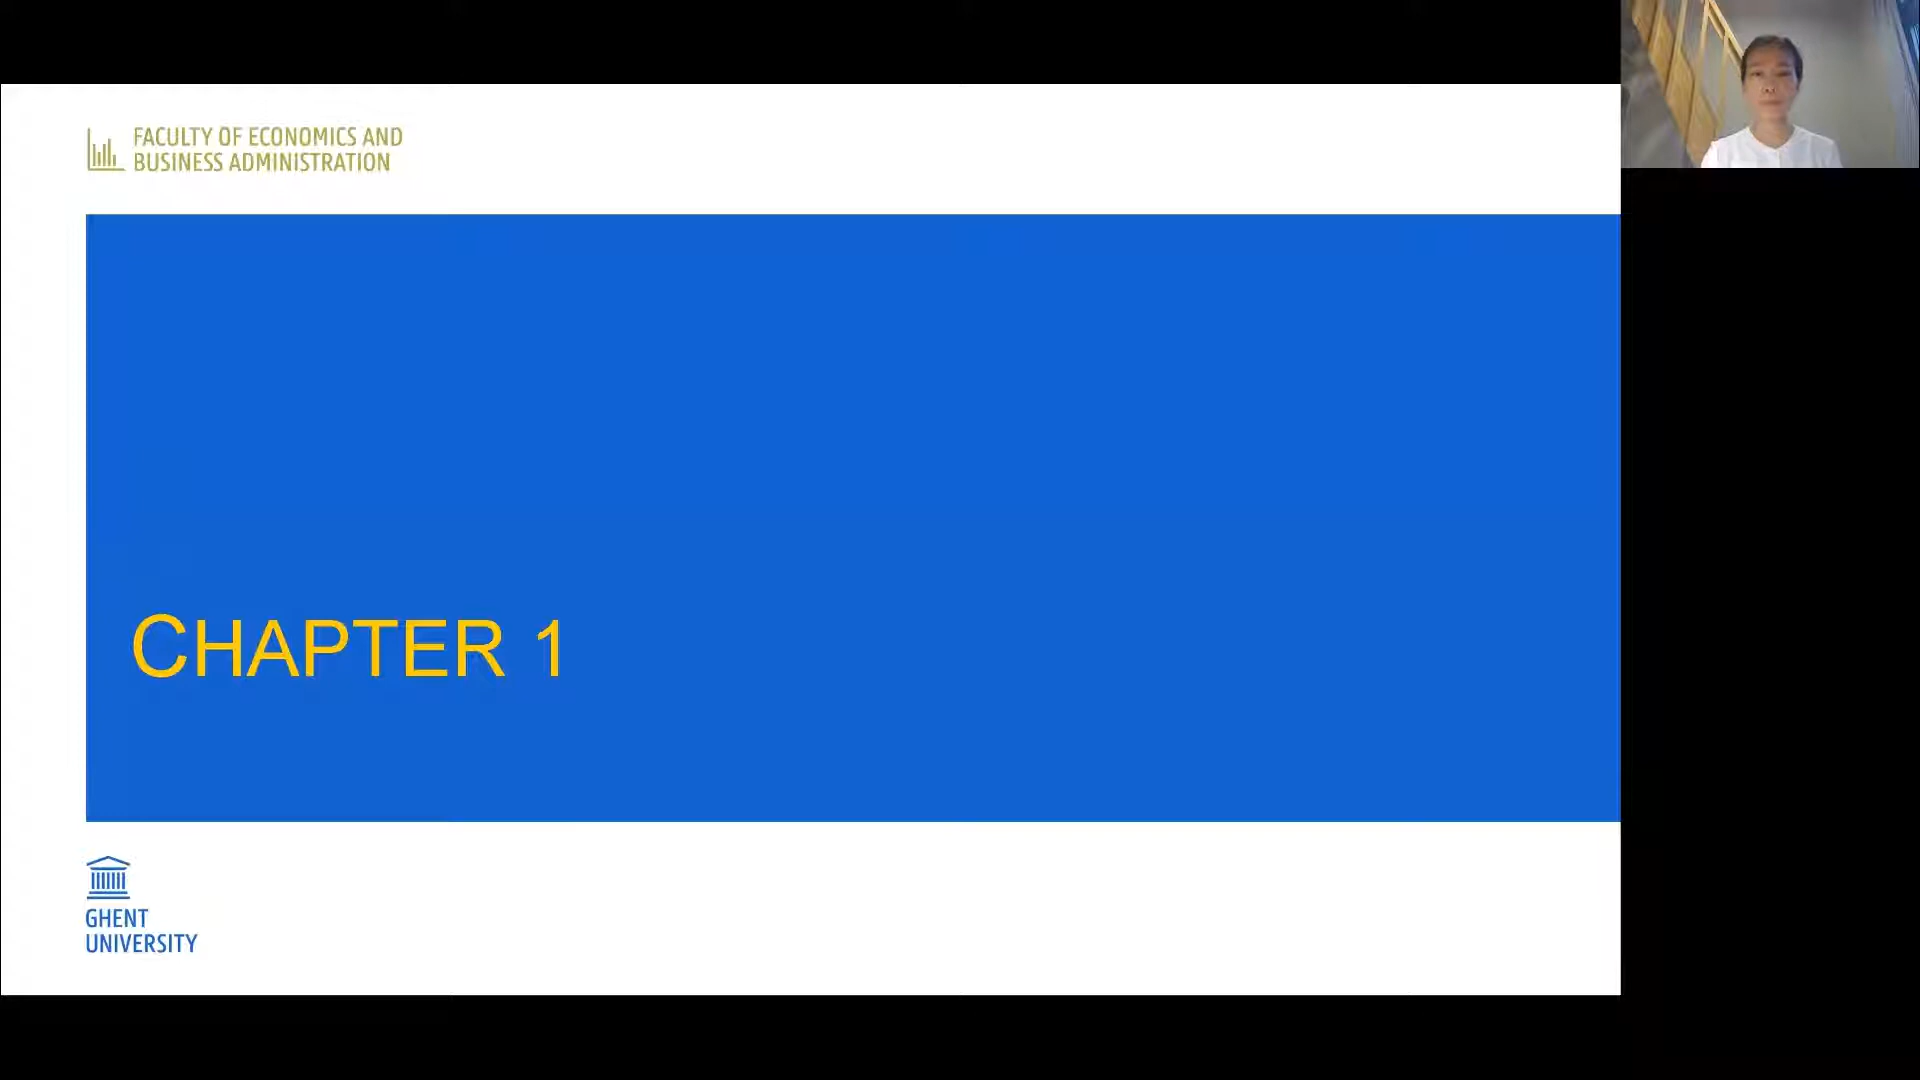 FACULTY OF ECONOMICS AND
BUSINESS ADMINISTRATION
CHAPTER 1
GHENT
UNIVERSITY